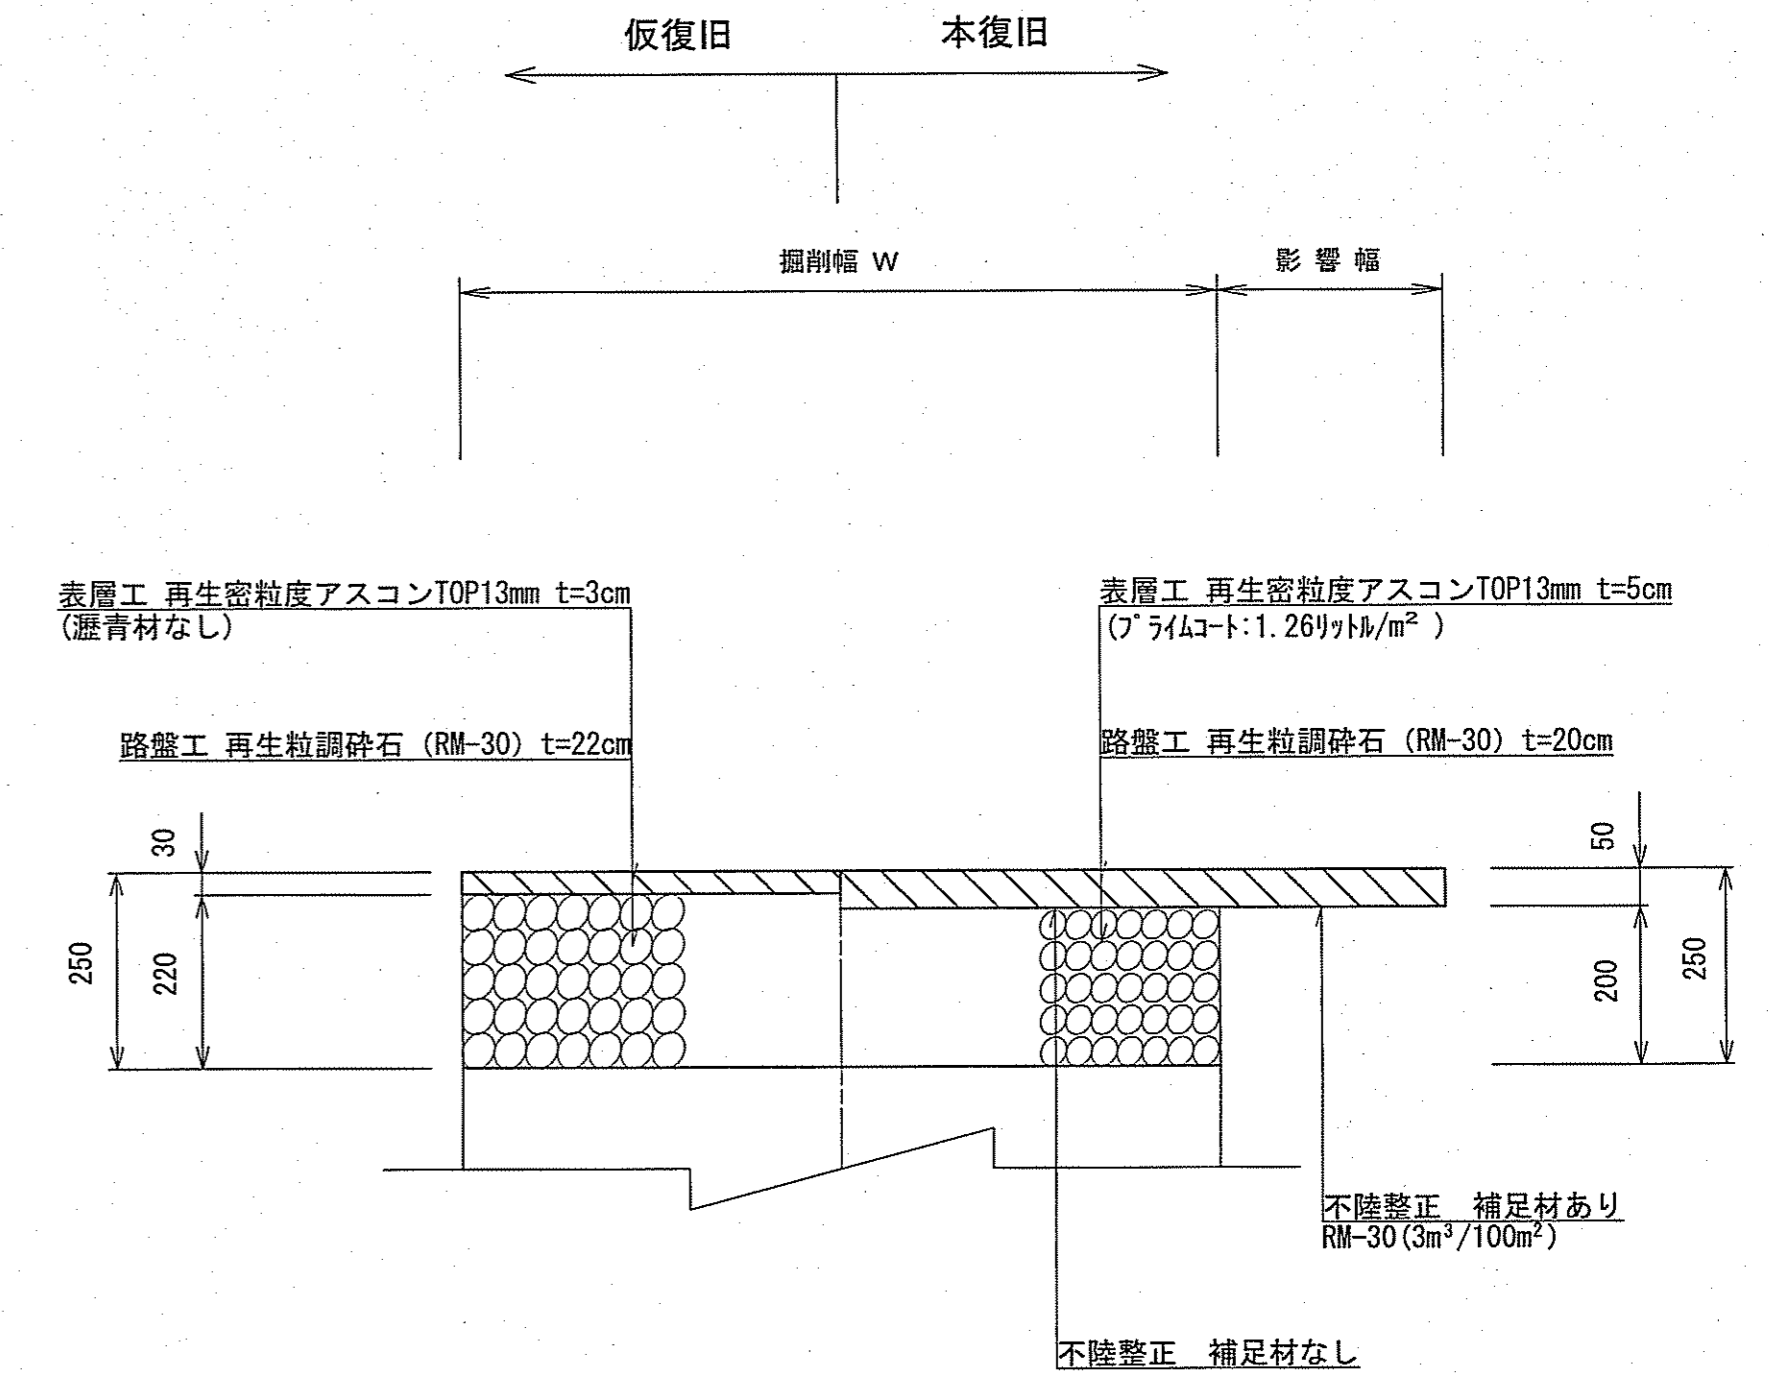 仮復旧
本復旧
掘削幅 W
影 響 幅
表層工 再生密粒度アスコンTOP13mm t=3cm
(瀝青材なし)
表層工 再生密粒度アスコンTOP13mm t=5cm
(プライムコート:1.26リットル/m²)
路盤工 再生粒調砕石 (RM-30) t=22cm
路盤工 再生粒調砕石 (RM-30) t=20cm
30
250
220
50
200
250
不陸整正 補足材あり
RM-30(3m³/100m²)
不陸整正 補足材なし